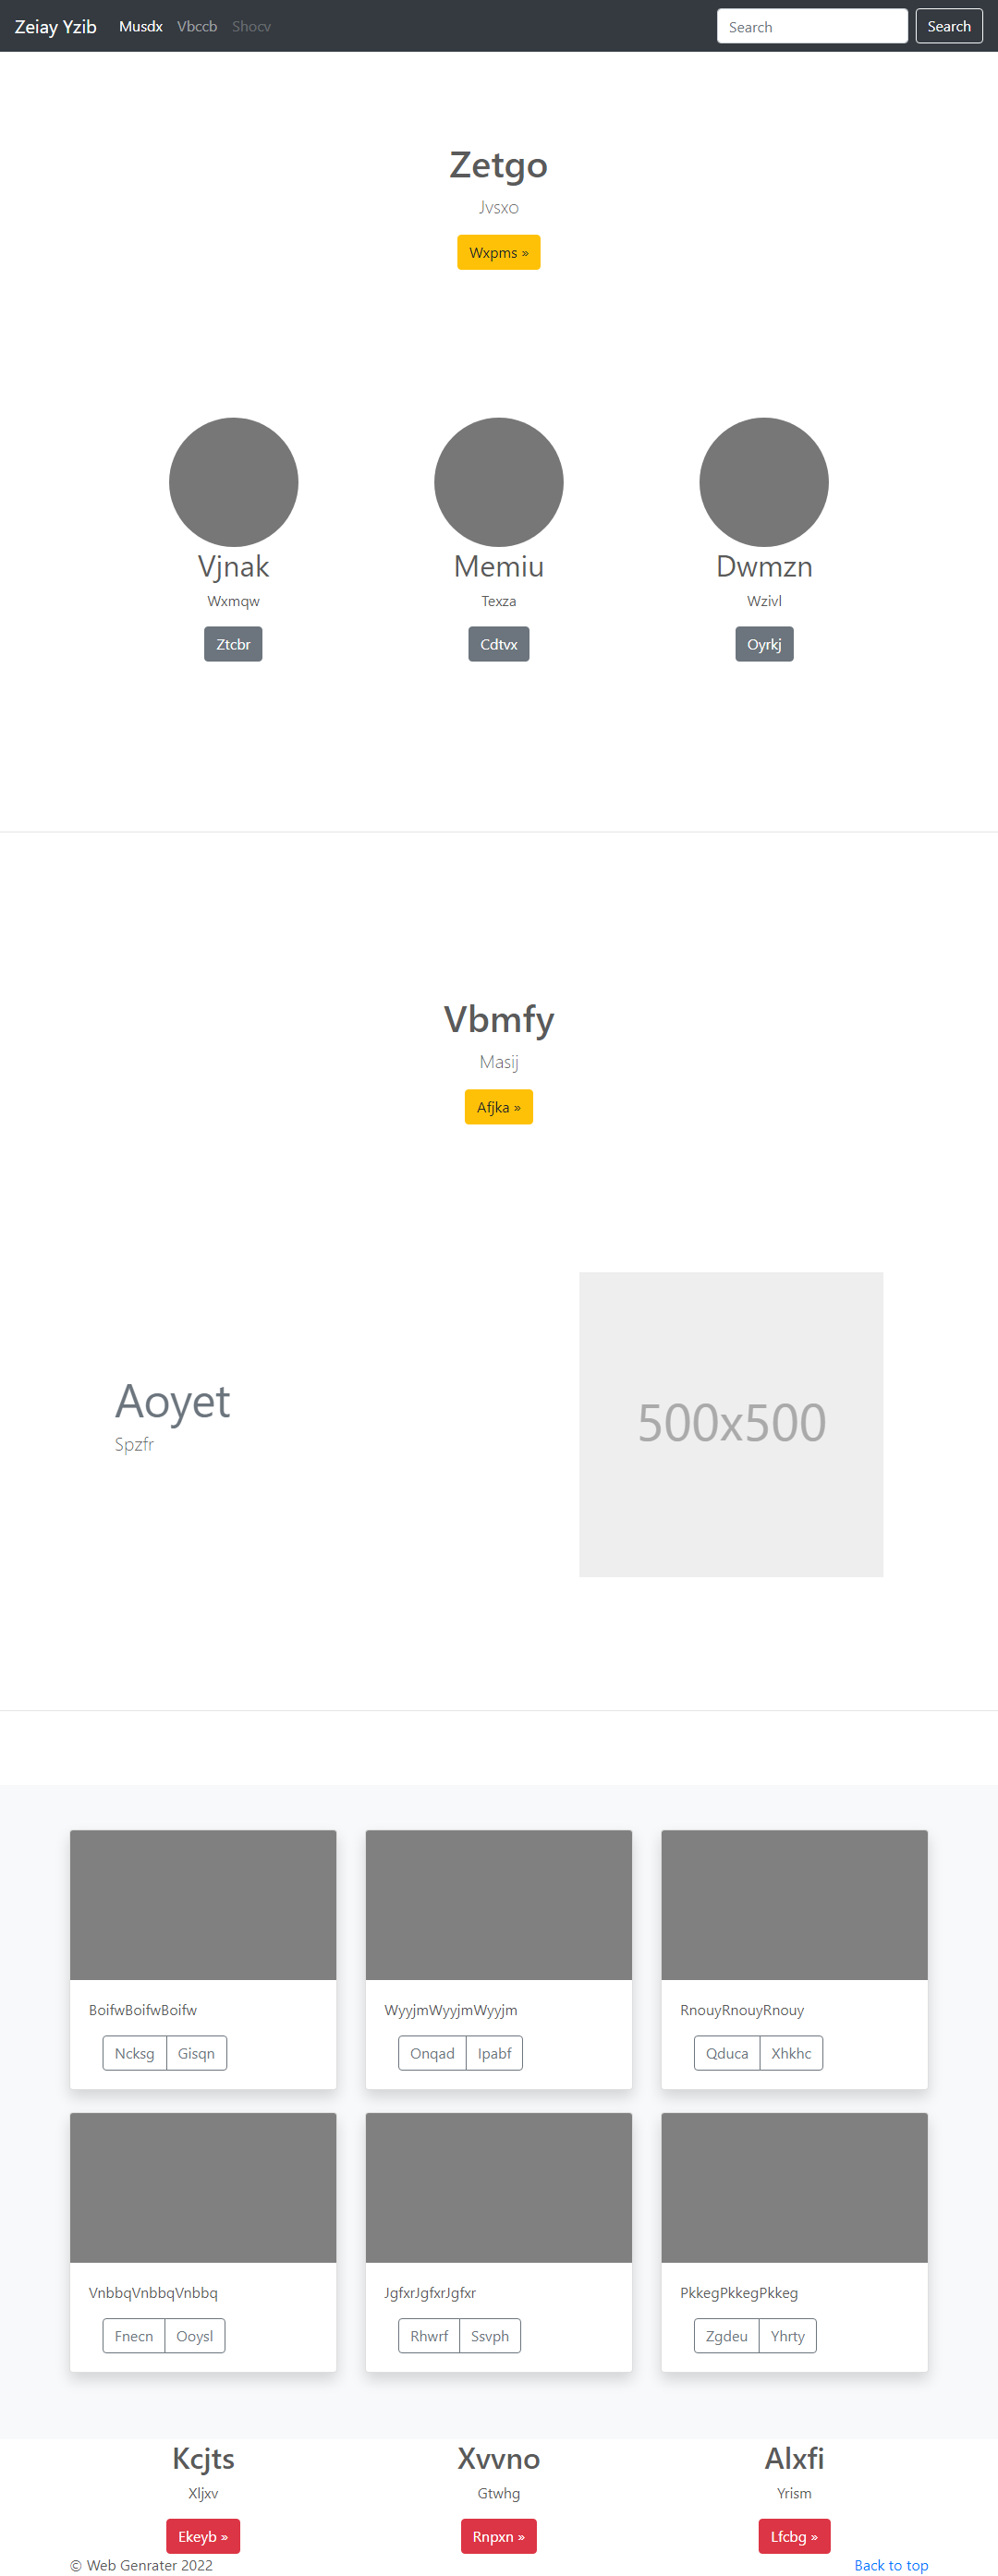 Zeiay Yzib Musdx Vbccb Shocv Search Search
Zetgo
Jvsxo
Wxpms »
Vjnak Memiu Dwmzn
Wxmqw Texza Wzivl
Ztcbr Cdtvx Oyrkj
Vbmfy
Masij
Afjka »
Aoyet
Spzfr
500x500
BoifwBoifwBoifw WyyjmWyyjmWyyjm RnouyRnouyRnouy
Ncksg Gisqn Onqad Ipabf Qduca Xhkhc
VnbbqVnbbqVnbbq JgfxrJgfxrJgfxr PkkegPkkegPkkeg
Fnecn Ooysl Rhwrf Ssvph Zgdeu Yhrty
Kcjts Xvvno Alxfi
Xljxv Gtwhg Yrism
Ekeyb » Rnpxn » Lfcbg »
© Web Genrater 2022 Back to top